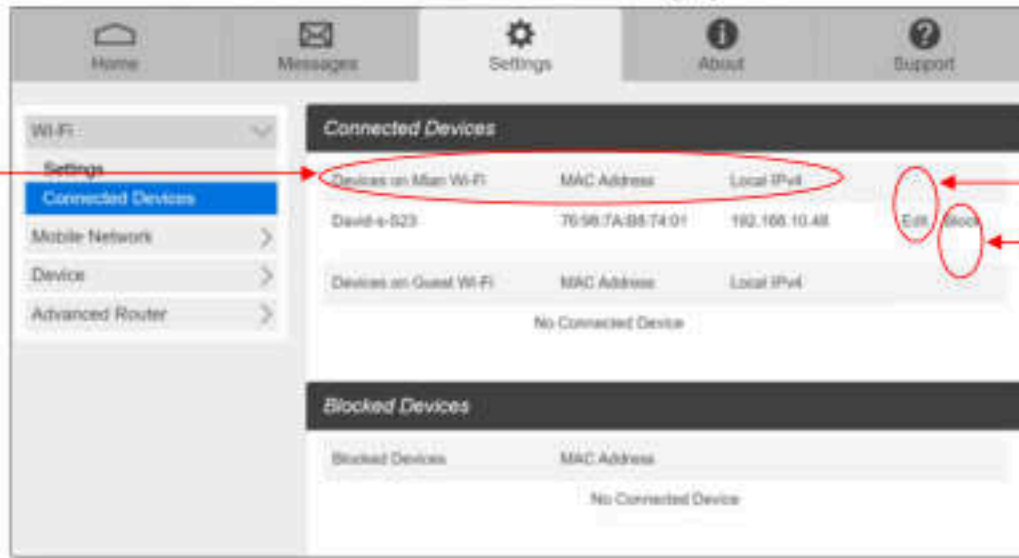 Home Messages Settings About Support
Wi-Fi
Connected Devices
Settings
Devices on Mian Wi-Fi MAC Address Local IPv4
Connected Devices
David-s-S23 76:98:7A:B8:74:01 192.168.10.48 Edit Block
Mobile Network
Device
Devices on Guest Wi-Fi MAC Address Local IPv4
Advanced Router
No Connected Device
Blocked Devices
Blocked Devices MAC Address
No Connected Device